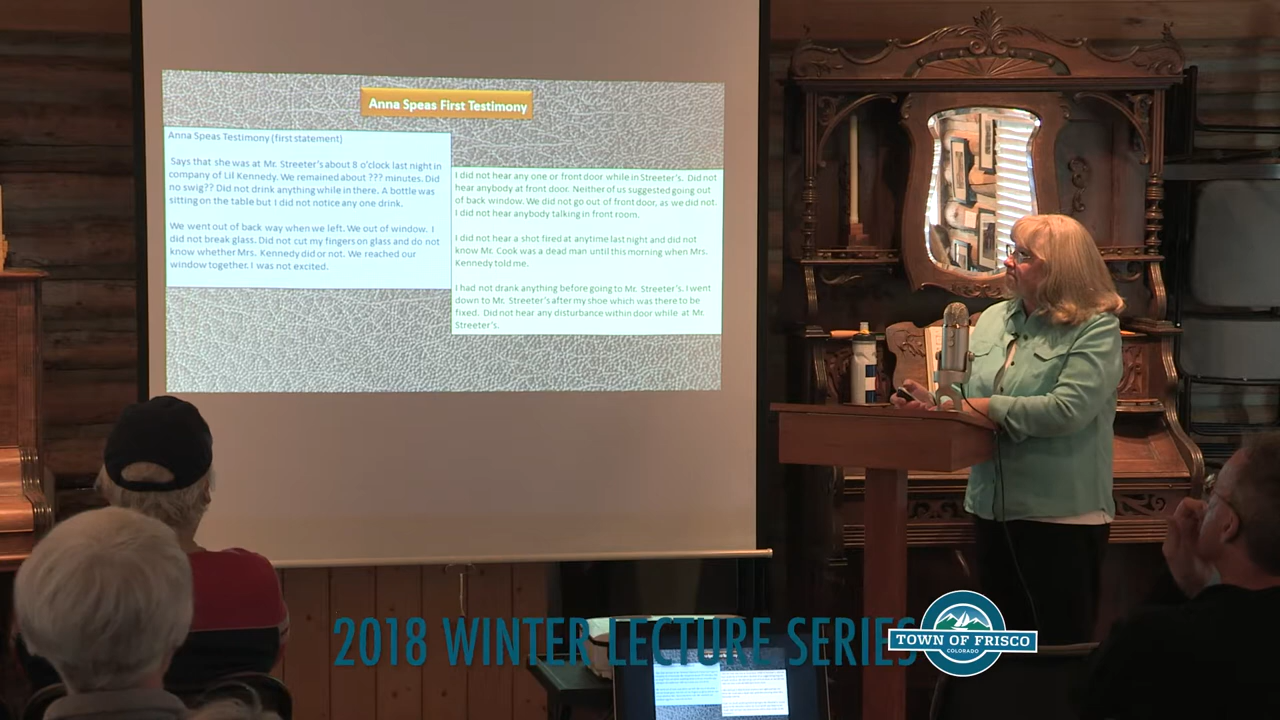 Anna Speas First Testimony
Anna Speas Testimony (first statement)
Says that she was at Mr. Streeter's about 8 o'clock last night in
company of Lil Kennedy. We remained about ??? minutes. Did
no swig?? Did not drink anything while in there. A bottle was
sitting on the table but I did not notice any one drink.
We went out of back way when we left. We out of window. I
did not break glass. Did not cut my fingers on glass and do not
know whether Mrs. Kennedy did or not. We reached our
window together. I was not excited.
I did not hear any one or front door while in Streeter's. Did not
hear anybody at front door. Neither of us suggested going out
of back window. We did not go out of front door, as we did not.
I did not hear anybody talking in front room.
I did not hear a shot fired at anytime last night and did not
know Mr. Cook was a dead man until this morning when Mrs.
Kennedy told me.
I had not drank anything before going to Mr. Streeter's. I went
down to Mr. Streeter's after my shoe which was there to be
fixed. Did not hear any disturbance within door while at Mr.
Streeter's.
2018 WINTER LECTURE SERIES
TOWN OF FRISCO
COLORADO